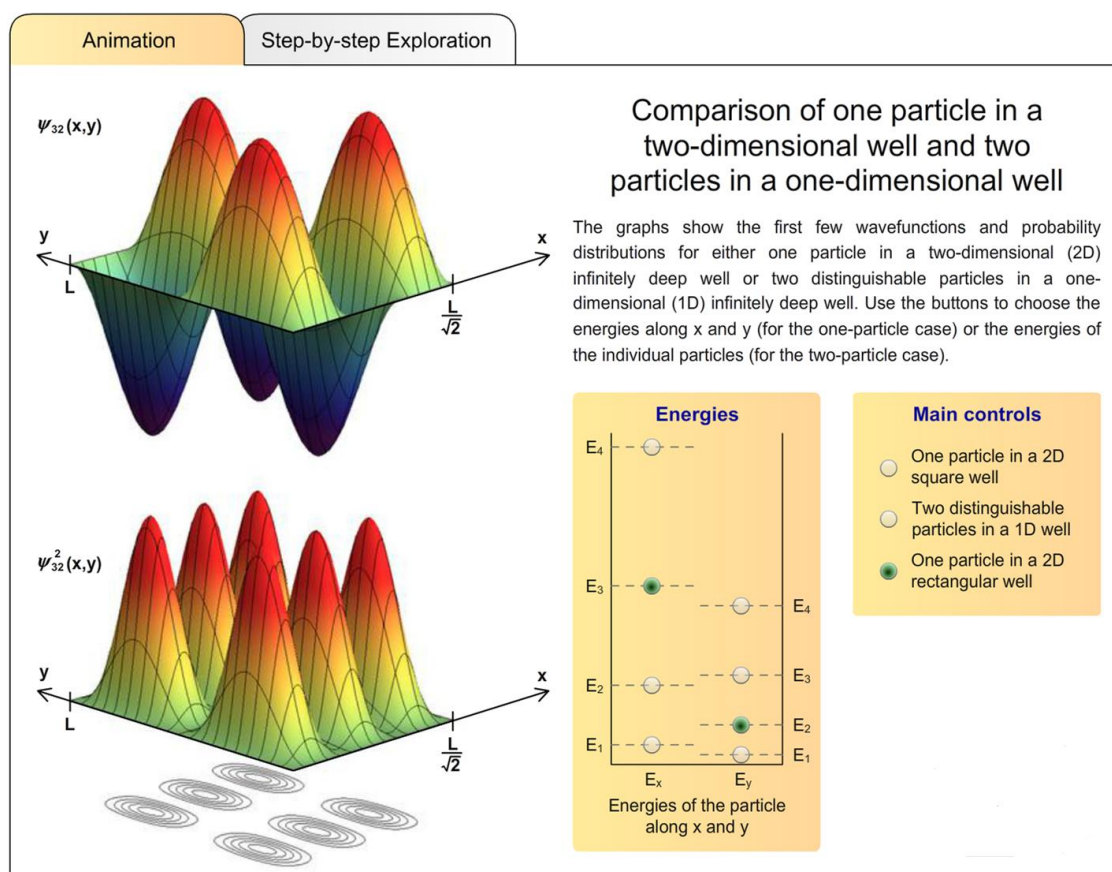 Animation
Step-by-step Exploration
ψ₃₂(x,y)
y
x
L
L
√2
ψ²₃₂(x,y)
y
x
L
L
√2
Comparison of one particle in a
two-dimensional well and two
particles in a one-dimensional well
The graphs show the first few wavefunctions and probability
distributions for either one particle in a two-dimensional (2D)
infinitely deep well or two distinguishable particles in a one-
dimensional (1D) infinitely deep well. Use the buttons to choose the
energies along x and y (for the one-particle case) or the energies of
the individual particles (for the two-particle case).
Energies
E₄
E₃
E₄
E₃
E₂
E₂
E₁
E₁
Eₓ
Eᵧ
Energies of the particle
along x and y
Main controls
One particle in a 2D
square well
Two distinguishable
particles in a 1D well
One particle in a 2D
rectangular well